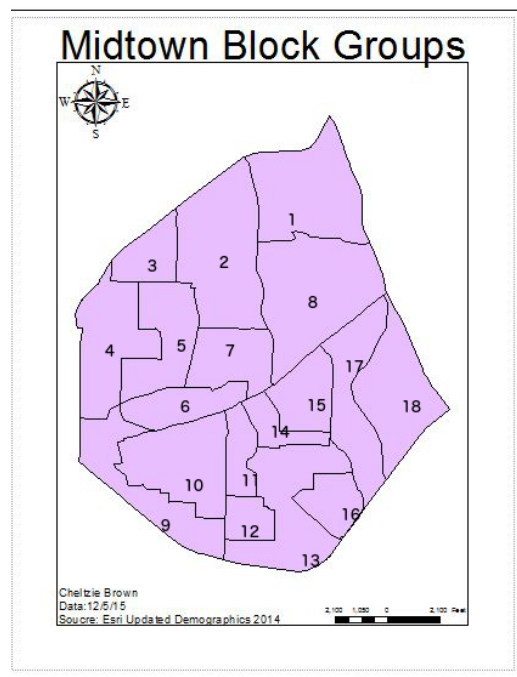 Midtown Block Groups
N
W E
S
1
2
3
8
4
5
7
17
6
15
18
14
10
11
16
9
12
13
Cheltzie Brown
Data:12/5/15
Soucre: Esri Updated Demographics 2014
2,100 1,050 0 2,100 Feet